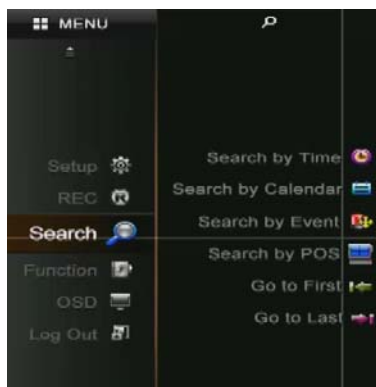 MENU
Setup
REC
Search
Function
OSD
Log Out
Search by Time
Search by Calendar
Search by Event
Search by POS
Go to First
Go to Last